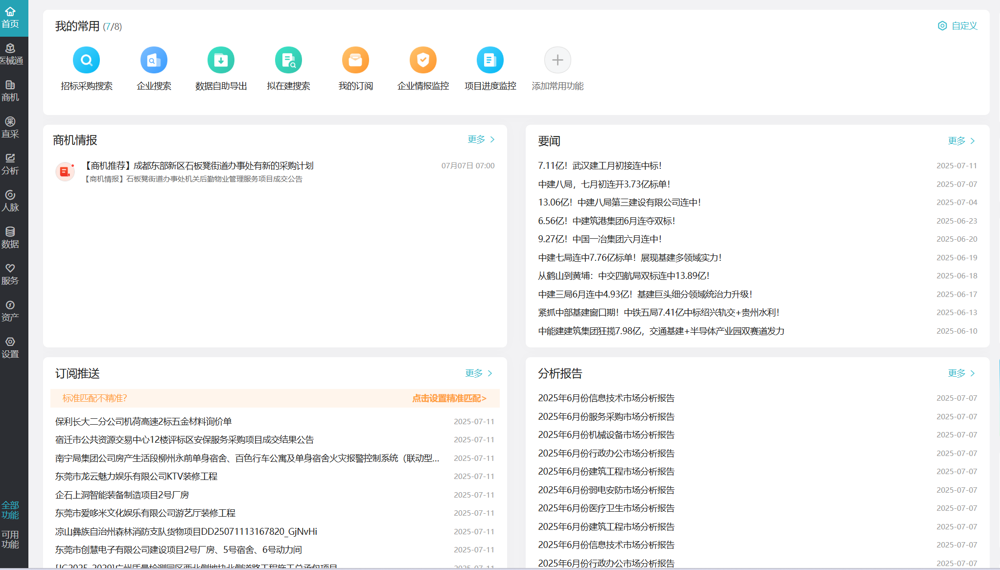 首页
医械通
商机
直采
分析
人脉
数据
服务
资产
设置
全部
功能
可用
功能
我的常用 (7/8)
自定义
招标采购搜索
企业搜索
数据自助导出
拟在建搜索
我的订阅
企业情报监控
项目进度监控
添加常用功能
商机情报
更多 >
【商机推荐】成都东部新区石板凳街道办事处有新的采购计划 07月07日 07:00
【商机情报】石板凳街道办事处机关后勤物业管理服务项目成交公告
要闻
更多 >
7.11亿！武汉建工月初接连中标！ 2025-07-11
中建八局，七月初连开3.73亿标单！ 2025-07-07
13.06亿！中建八局第三建设有限公司连中！ 2025-07-04
6.56亿！中建筑港集团6月连夺双标！ 2025-06-23
9.27亿！中国一冶集团六月连中！ 2025-06-20
中建七局连中7.76亿标单！展现基建多领域实力！ 2025-06-19
从鹤山到黄埔：中交四航局双标连中13.89亿！ 2025-06-18
中建三局6月连中4.93亿！基建巨头细分领域统治力升级！ 2025-06-17
紧抓中部基建窗口期！中铁五局7.41亿中标绍兴轨交+贵州水利！ 2025-06-13
中能建建筑集团狂揽7.98亿，交通基建+半导体产业园双赛道发力 2025-06-10
订阅推送
更多 >
标准匹配不精准？ 点击设置精准匹配>
保利长大二分公司机荷高速2标五金材料询价单 2025-07-11
宿迁市公共资源交易中心12楼评标区安保服务采购项目成交结果公告 2025-07-11
南宁局集团公司房产生活段柳州永前单身宿舍、百色行车公寓及单身宿舍火灾报警控制系统（联动型... 2025-07-11
东莞市龙云魅力娱乐有限公司KTV装修工程 2025-07-11
企石上洞智能装备制造项目2号厂房 2025-07-11
东莞市爱哆米文化娱乐有限公司游艺厅装修工程 2025-07-11
凉山彝族自治州森林消防支队货物项目DD25071113167820_GjNvHi 2025-07-11
东莞市创慧电子有限公司建设项目2号厂房、5号宿舍、6号动力间 2025-07-11
[JG2025-2029]广州质量检测园区西北侧地块北侧道路工程施工总承包项目 2025-07-11
分析报告
更多 >
2025年6月份信息技术市场分析报告 2025-07-07
2025年6月份服务采购市场分析报告 2025-07-07
2025年6月份机械设备市场分析报告 2025-07-07
2025年6月份行政办公市场分析报告 2025-07-07
2025年6月份建筑工程市场分析报告 2025-07-07
2025年6月份弱电安防市场分析报告 2025-07-07
2025年6月份医疗卫生市场分析报告 2025-07-07
2025年6月份建筑工程市场分析报告 2025-07-07
2025年6月份信息技术市场分析报告 2025-07-07
2025年6月份行政办公市场分析报告 2025-07-07